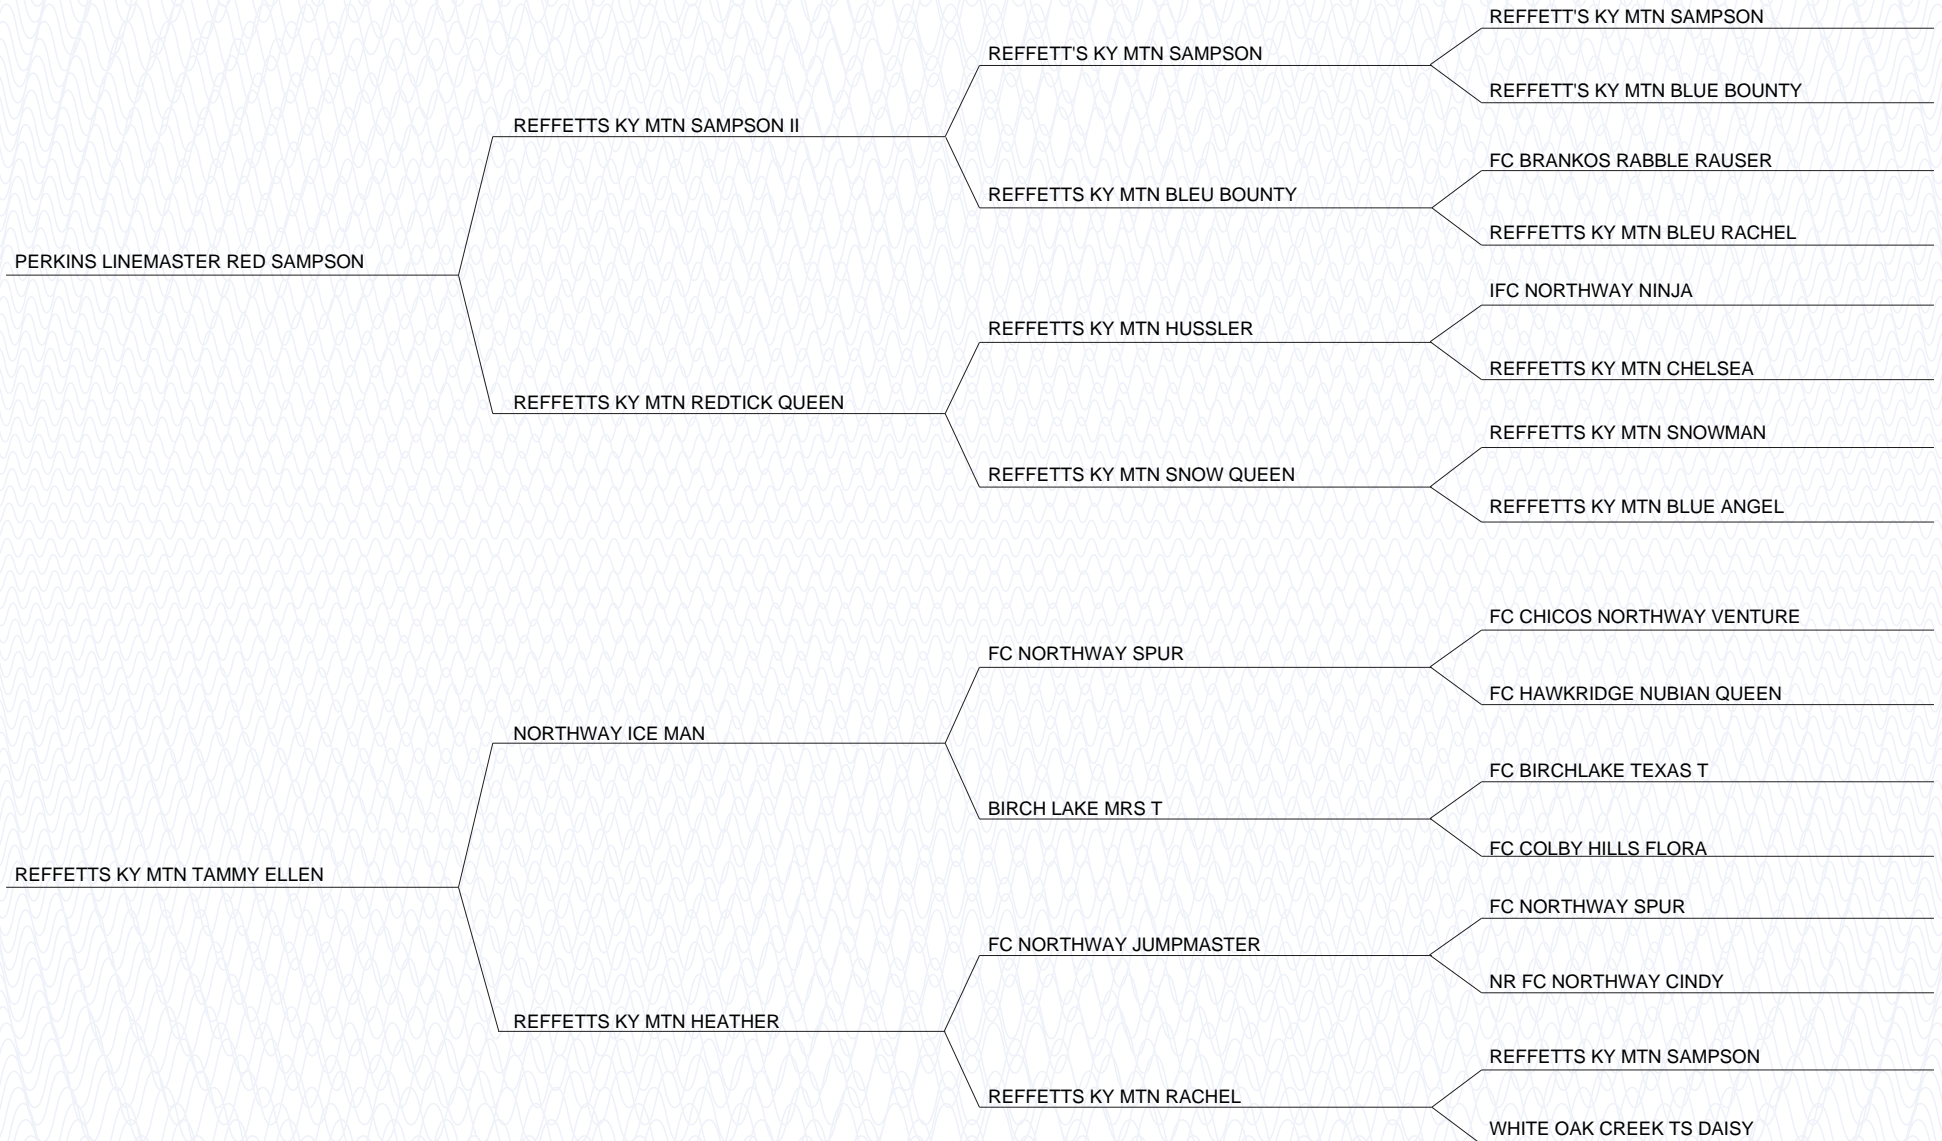 REFFETT'S KY MTN SAMPSON
REFFETT'S KY MTN SAMPSON
REFFETT'S KY MTN BLUE BOUNTY
REFFETTS KY MTN SAMPSON II
FC BRANKOS RABBLE RAUSER
REFFETTS KY MTN BLEU BOUNTY
REFFETTS KY MTN BLEU RACHEL
PERKINS LINEMASTER RED SAMPSON
IFC NORTHWAY NINJA
REFFETTS KY MTN HUSSLER
REFFETTS KY MTN CHELSEA
REFFETTS KY MTN REDTICK QUEEN
REFFETTS KY MTN SNOWMAN
REFFETTS KY MTN SNOW QUEEN
REFFETTS KY MTN BLUE ANGEL
FC CHICOS NORTHWAY VENTURE
FC NORTHWAY SPUR
FC HAWKRIDGE NUBIAN QUEEN
NORTHWAY ICE MAN
FC BIRCHLAKE TEXAS T
BIRCH LAKE MRS T
FC COLBY HILLS FLORA
REFFETTS KY MTN TAMMY ELLEN
FC NORTHWAY SPUR
FC NORTHWAY JUMPMASTER
NR FC NORTHWAY CINDY
REFFETTS KY MTN HEATHER
REFFETTS KY MTN SAMPSON
REFFETTS KY MTN RACHEL
WHITE OAK CREEK TS DAISY